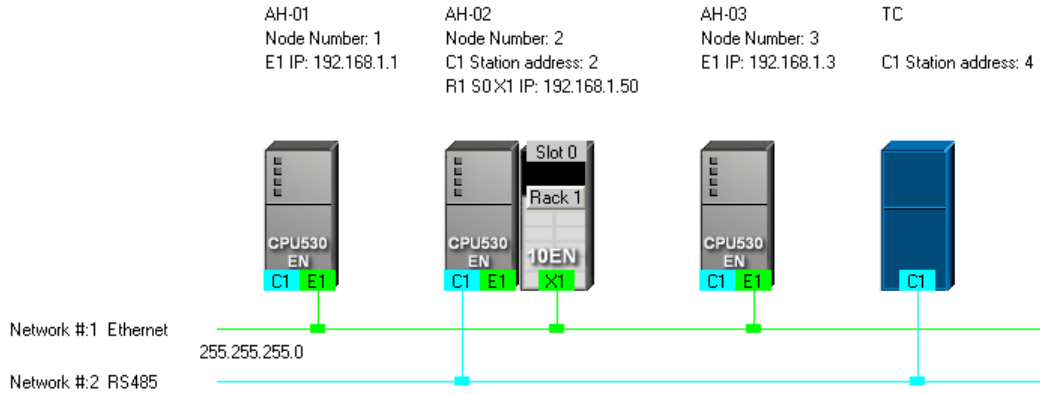 AH-01
Node Number: 1
E1 IP: 192.168.1.1
AH-02
Node Number: 2
C1 Station address: 2
R1 S0 X1 IP: 192.168.1.50
AH-03
Node Number: 3
E1 IP: 192.168.1.3
TC
C1 Station address: 4
CPU530
EN
C1 E1
CPU530
EN
C1 E1
Slot 0
Rack 1
10EN
X1
CPU530
EN
C1 E1
C1
Network #:1 Ethernet
255.255.255.0
Network #:2 RS485